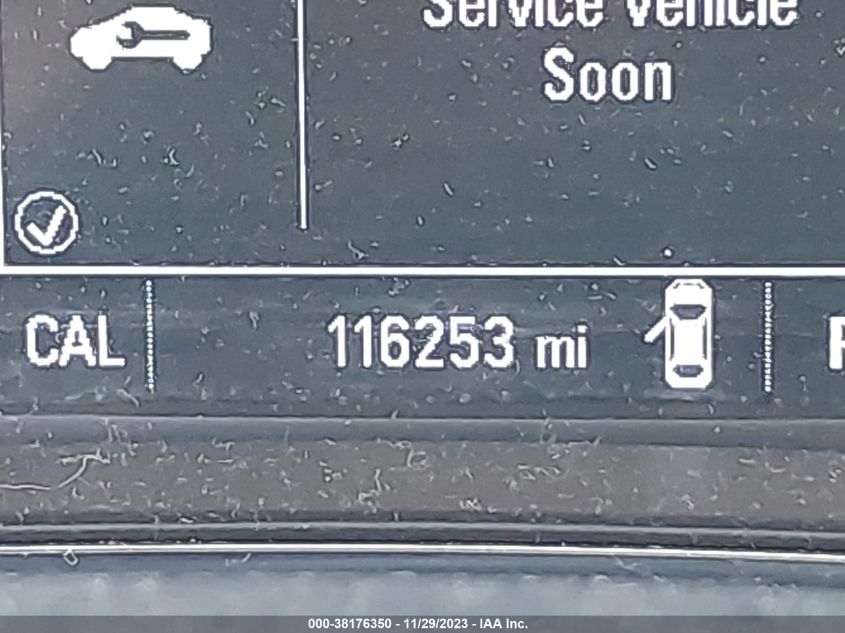 Service Vehicle
Soon
CAL
116253 mi
000-38176350 - 11/29/2023 - IAA Inc.